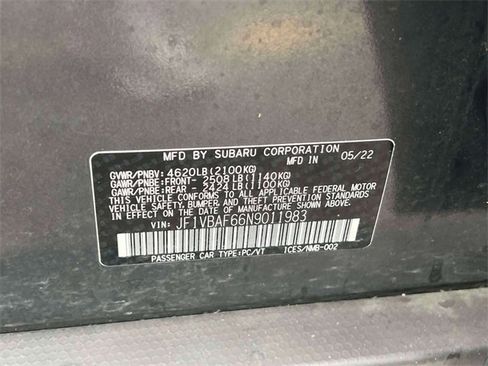 MFD BY SUBARU CORPORATION
MFD IN 05/22
GVWR/PNBV: 4620LB(2100KG)
GAWR/PNBE:FRONT- 2508LB(1140KG)
GAWR/PNBE:REAR - 2424LB(1100KG)
THIS VEHICLE CONFORMS TO ALL APPLICABLE FEDERAL MOTOR
VEHICLE SAFETY, BUMPER, AND THEFT PREVENTION STANDARDS
IN EFFECT ON THE DATE OF MANUFACTURE SHOWN ABOVE.
VIN: JF1VBAF66N9011983
PASSENGER CAR TYPE:PC/VT ICES/NMB-002